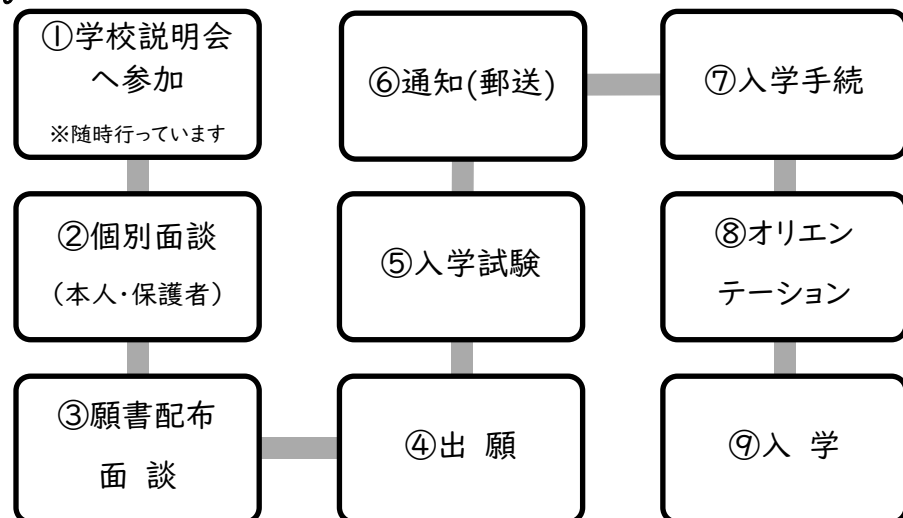 ①学校説明会
へ参加
※随時行っています
②個別面談
(本人・保護者)
③願書配布
面 談
④出 願
⑤入学試験
⑥通知(郵送)
⑦入学手続
⑧オリエン
テーション
⑨入 学